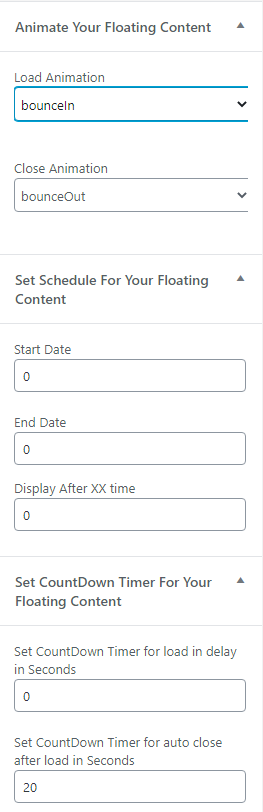 Animate Your Floating Content
Load Animation
bounceIn
Close Animation
bounceOut
Set Schedule For Your Floating
Content
Start Date
0
End Date
0
Display After XX time
0
Set CountDown Timer For Your
Floating Content
Set CountDown Timer for load in delay
in Seconds
0
Set CountDown Timer for auto close
after load in Seconds
20